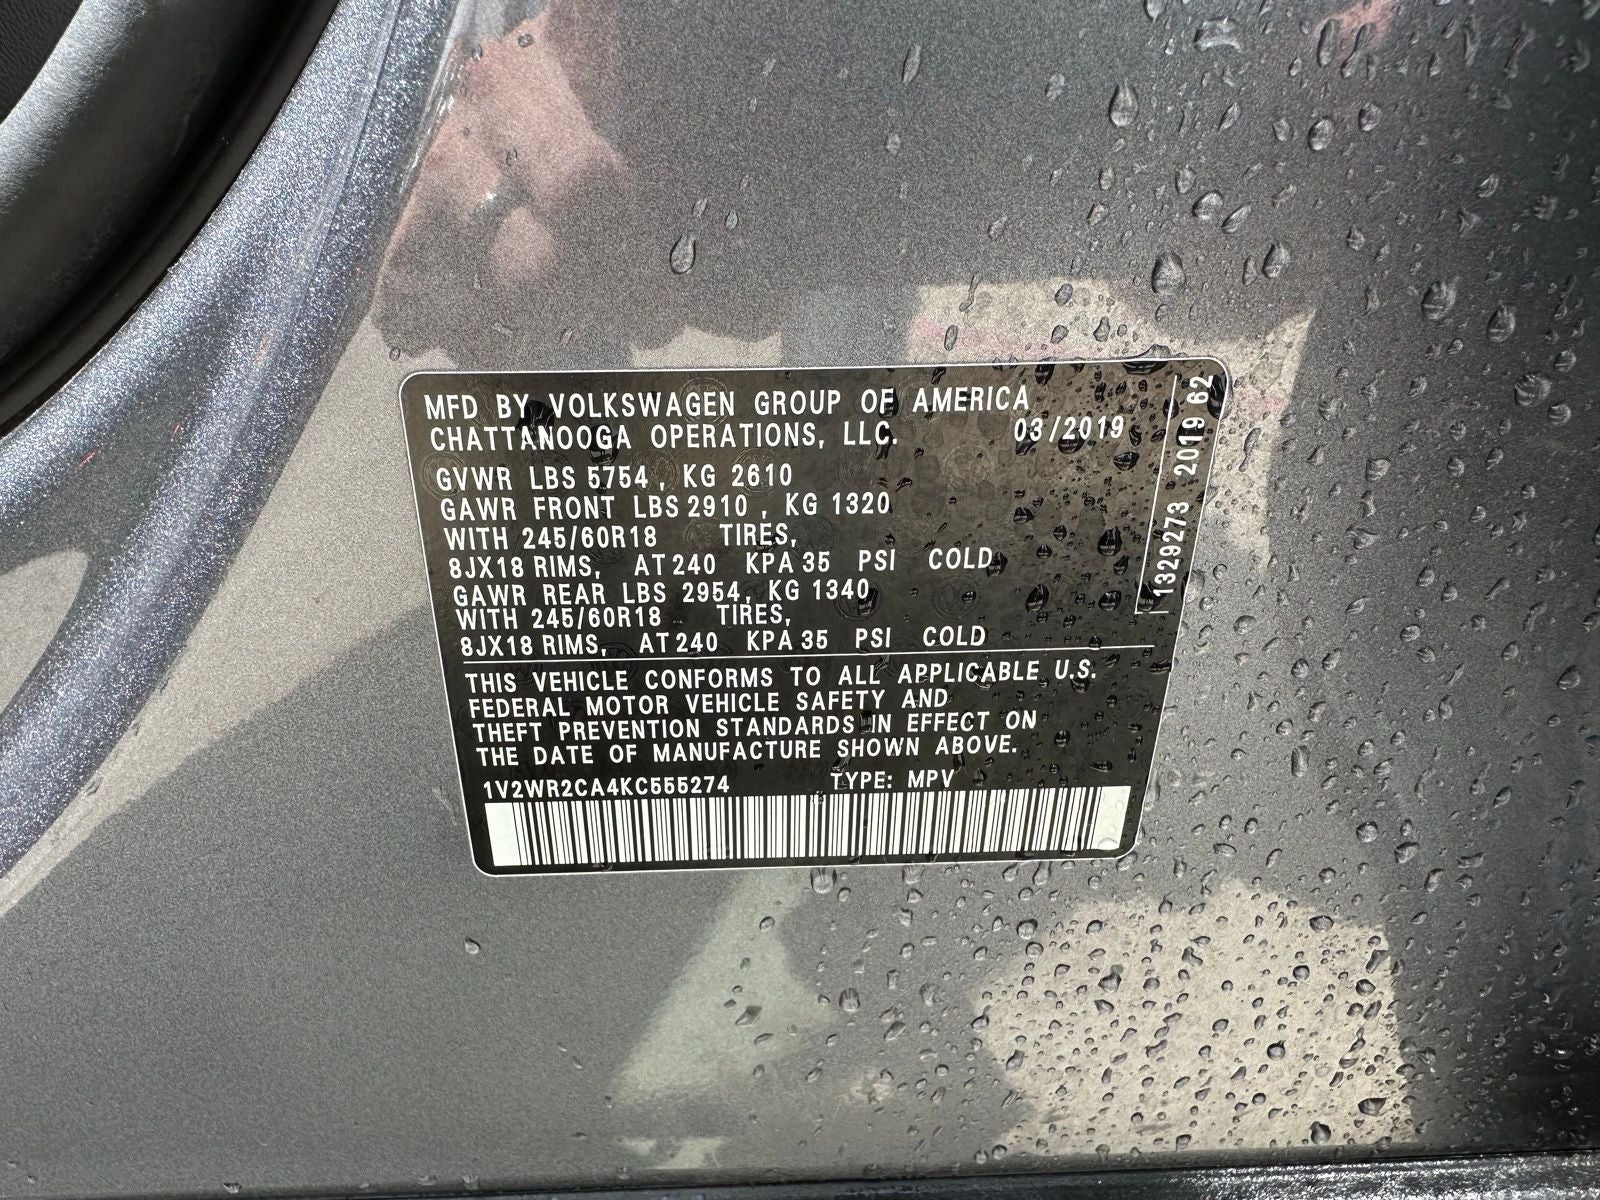 MFD BY VOLKSWAGEN GROUP OF AMERICA
CHATTANOOGA OPERATIONS, LLC. 03/2019
GVWR LBS 5754, KG 2610
GAWR FRONT LBS 2910, KG 1320
WITH 245/60R18 TIRES,
8JX18 RIMS, AT 240 KPA 35 PSI COLD
GAWR REAR LBS 2954, KG 1340
WITH 245/60R18 TIRES,
8JX18 RIMS, AT 240 KPA 35 PSI COLD
THIS VEHICLE CONFORMS TO ALL APPLICABLE U.S.
FEDERAL MOTOR VEHICLE SAFETY AND
THEFT PREVENTION STANDARDS IN EFFECT ON
THE DATE OF MANUFACTURE SHOWN ABOVE.
1V2WR2CA4KC555274 TYPE: MPV
1329273 2019 62